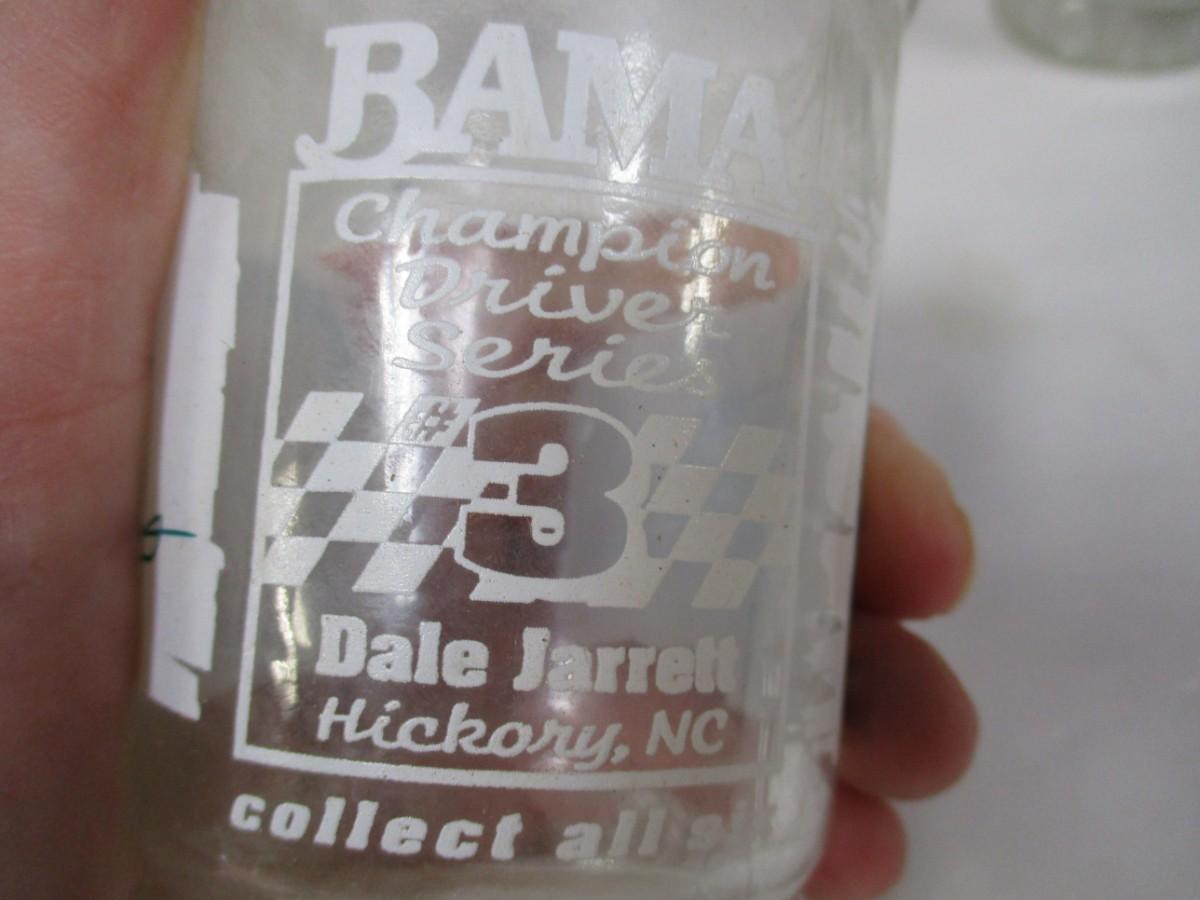 BAMA
Champion
Driver
Series
#3
Dale Jarrett
Hickory, NC
collect all